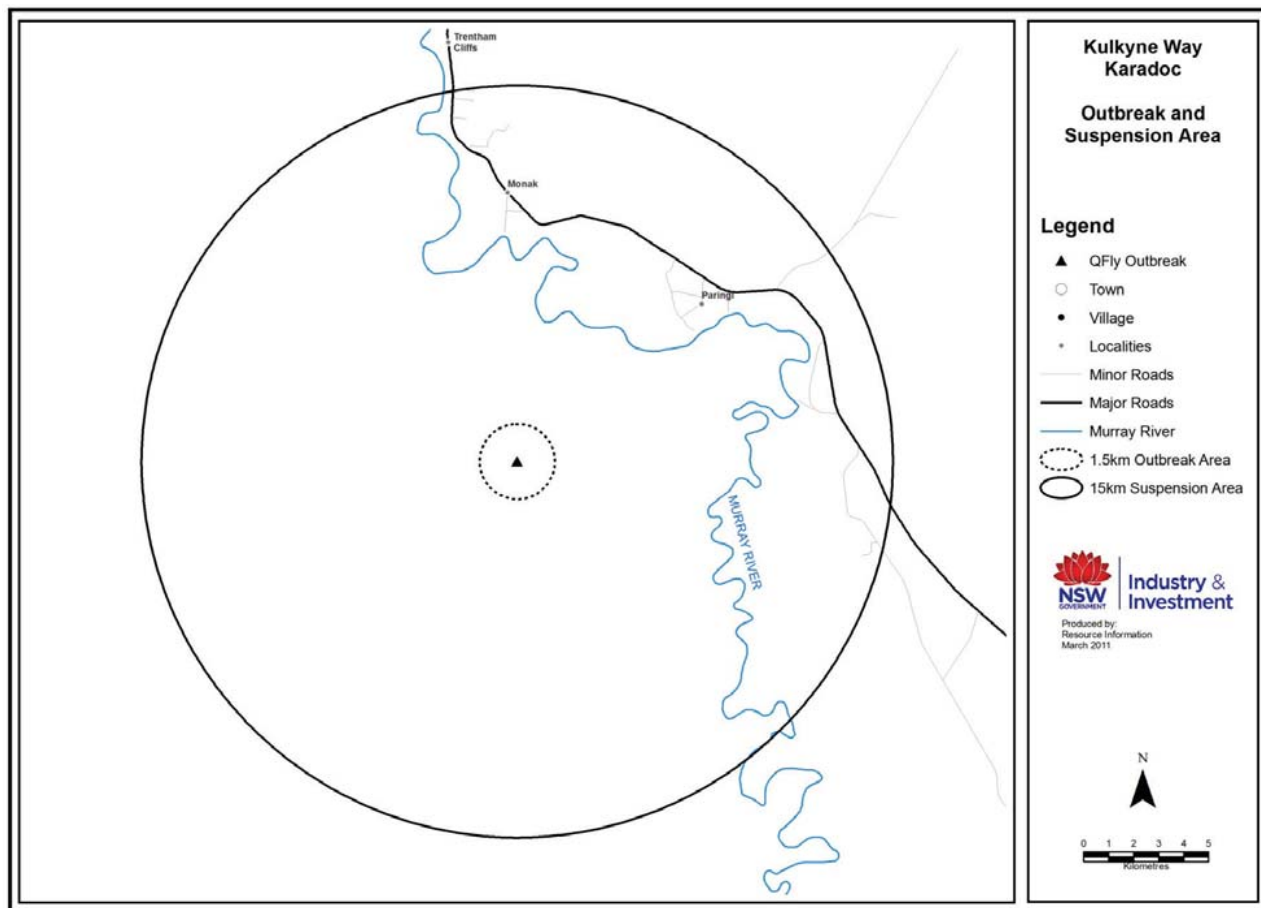 Trentham
Cliffs
Monak
Paringi
MURRAY RIVER
Kulkyne Way
Karadoc
Outbreak and
Suspension Area
Legend
QFly Outbreak
Town
Village
Localities
Minor Roads
Major Roads
Murray River
1.5km Outbreak Area
15km Suspension Area
NSW
GOVERNMENT
Industry &
Investment
Produced by:
Resource Information
March 2011
N
0 1 2 3 4 5
Kilometres